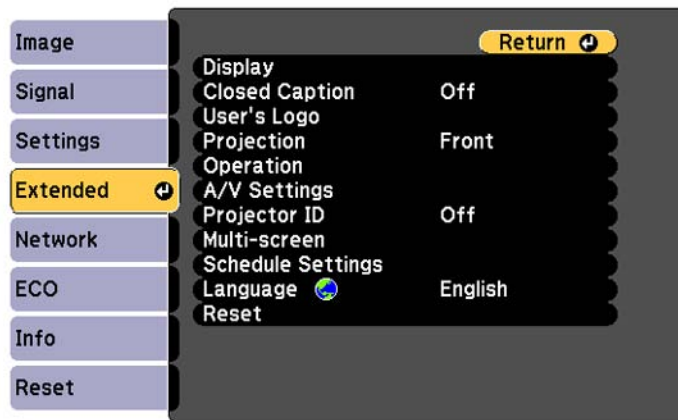 Image
Signal
Settings
Extended
Network
ECO
Info
Reset
Return
Display
Closed Caption Off
User's Logo
Projection Front
Operation
A/V Settings
Projector ID Off
Multi-screen
Schedule Settings
Language English
Reset